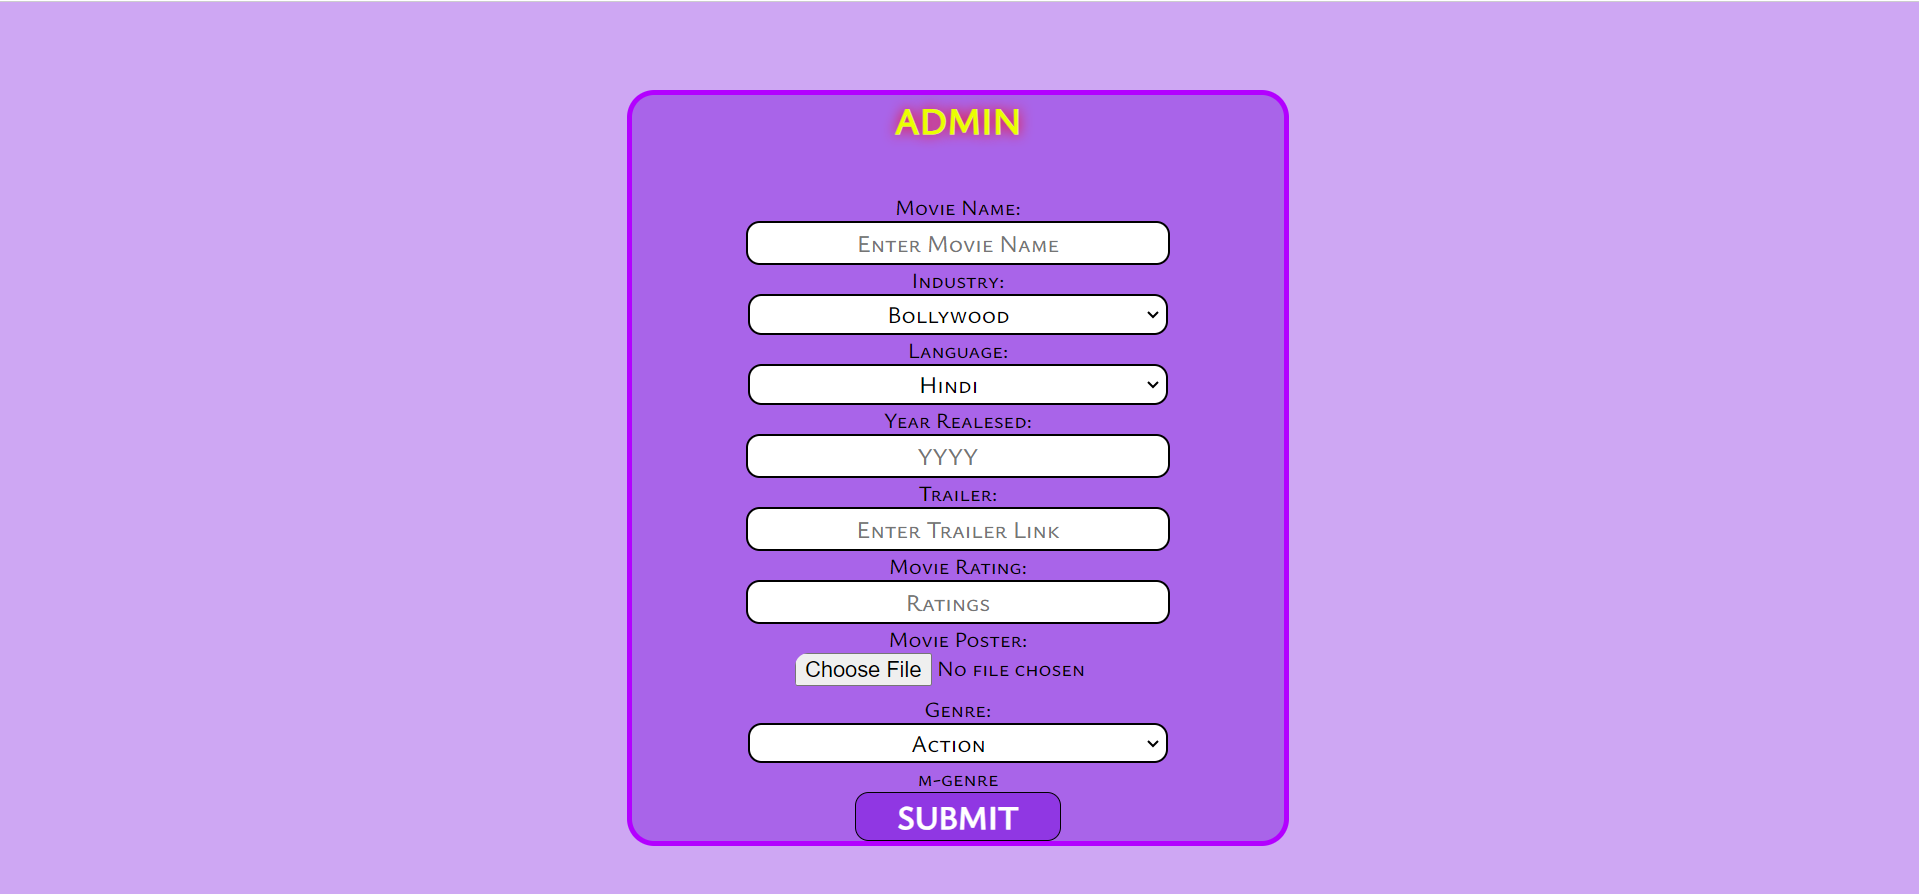 ADMIN
Movie Name:
Enter Movie Name
Industry:
Bollywood
Language:
Hindi
Year Realesed:
YYYY
Trailer:
Enter Trailer Link
Movie Rating:
Ratings
Movie Poster:
Choose File No file chosen
Genre:
Action
m-genre
SUBMIT